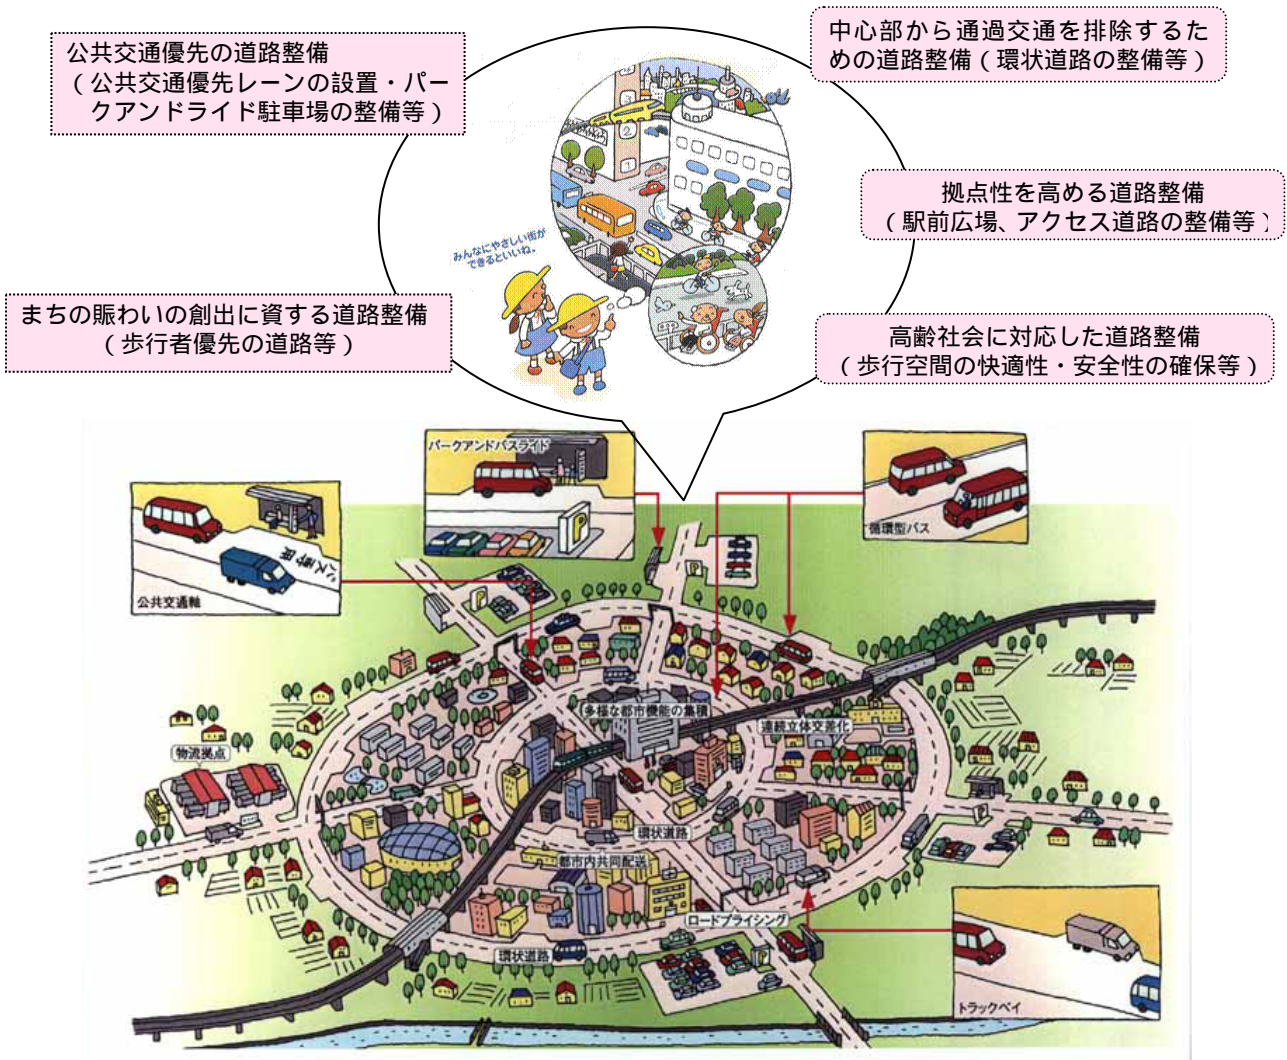 公共交通優先の道路整備
（公共交通優先レーンの設置・パー
クアンドライド駐車場の整備等）
中心部から通過交通を排除するた
めの道路整備（環状道路の整備等）
拠点性を高める道路整備
（駅前広場、アクセス道路の整備等）
みんなにやさしい街が
できるといいね。
まちの賑わいの創出に資する道路整備
（歩行者優先の道路等）
高齢社会に対応した道路整備
（歩行空間の快適性・安全性の確保等）
パークアンドバスライド
P
循環型バス
公共交通軸
P
P
多様な都市機能の集積
連続立体交差化
物流拠点
P
環状道路
都市内共同配送
ロードプライシング
環状道路
P
トラックベイ